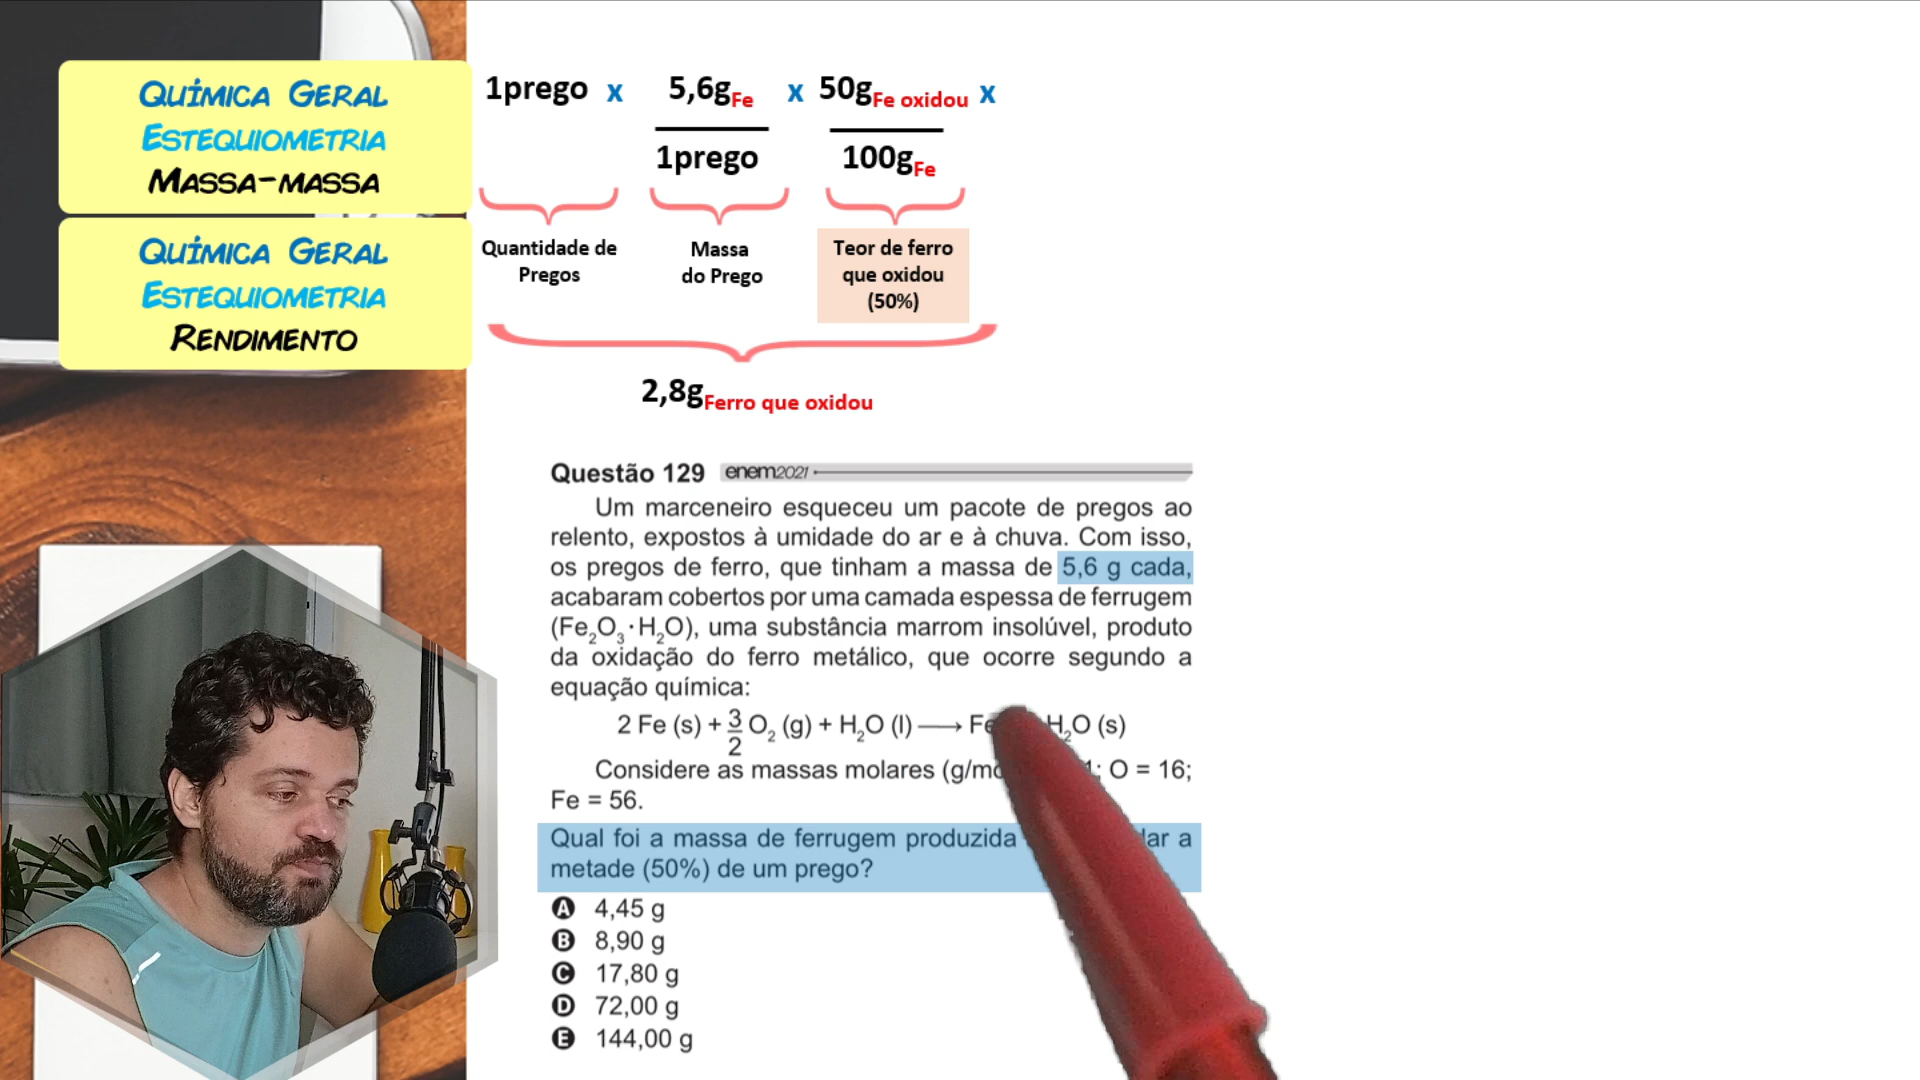 QUÍMICA GERAL
ESTEQUIOMETRIA
MASSA-MASSA
QUÍMICA GERAL
ESTEQUIOMETRIA
RENDIMENTO
1prego x 5,6gFe x 50gFe oxidou x
1prego 100gFe
Quantidade de Pregos
Massa do Prego
Teor de ferro que oxidou (50%)
2,8gFerro que oxidou
Questão 129 enem2021
Um marceneiro esqueceu um pacote de pregos ao
relento, expostos à umidade do ar e à chuva. Com isso,
os pregos de ferro, que tinham a massa de 5,6 g cada,
acabaram cobertos por uma camada espessa de ferrugem
(Fe₂O₃·H₂O), uma substância marrom insolúvel, produto
da oxidação do ferro metálico, que ocorre segundo a
equação química:
2 Fe (s) + 3/2 O₂ (g) + H₂O (l) ⟶ Fe H₂O (s)
Considere as massas molares (g/mo 1; O = 16;
Fe = 56.
Qual foi a massa de ferrugem produzida dar a
metade (50%) de um prego?
A 4,45 g
B 8,90 g
C 17,80 g
D 72,00 g
E 144,00 g